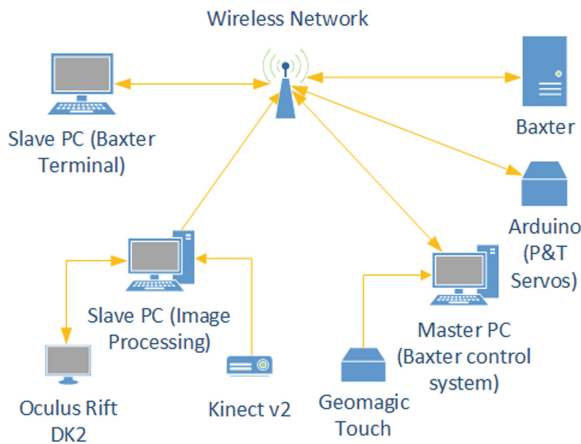 Wireless Network
Slave PC (Baxter
Terminal)
Baxter
Arduino
(P&T
Servos)
Slave PC (Image
Processing)
Master PC
(Baxter control
system)
Oculus Rift
DK2
Kinect v2
Geomagic
Touch